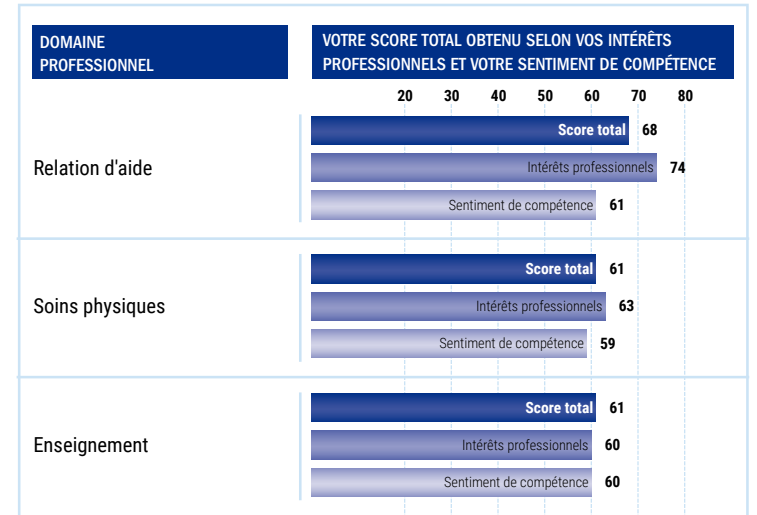 DOMAINE
PROFESSIONNEL
VOTRE SCORE TOTAL OBTENU SELON VOS INTÉRÊTS
PROFESSIONNELS ET VOTRE SENTIMENT DE COMPÉTENCE
20 30 40 50 60 70 80
Relation d'aide
Score total 68
Intérêts professionnels 74
Sentiment de compétence 61
Soins physiques
Score total 61
Intérêts professionnels 63
Sentiment de compétence 59
Enseignement
Score total 61
Intérêts professionnels 60
Sentiment de compétence 60